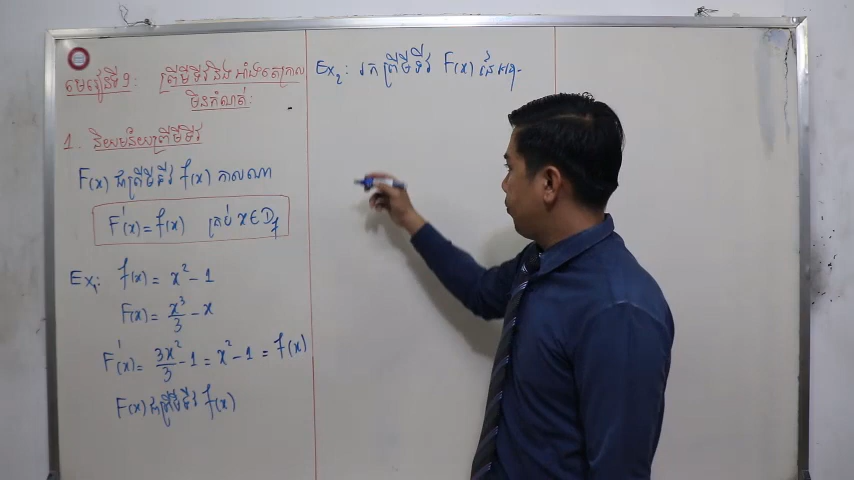 មេរៀនទី១: ព្រីមីទីវនិងអាំងតេក្រាល
មិនកំណត់:
1. និយមន័យព្រីមីទីវ
F(x) ជាព្រីមីទីវ f(x) កាលណា
F'(x) = f(x) គ្រប់ x∈D_f
Ex₁: f(x) = x² - 1
F(x) = x³/3 - x
F'(x) = 3x²/3 - 1 = x² - 1 = f(x)
F(x) ជាព្រីមីទីវ f(x)
Ex₂: រកព្រីមីទីវ F(x) នៃអនុ-